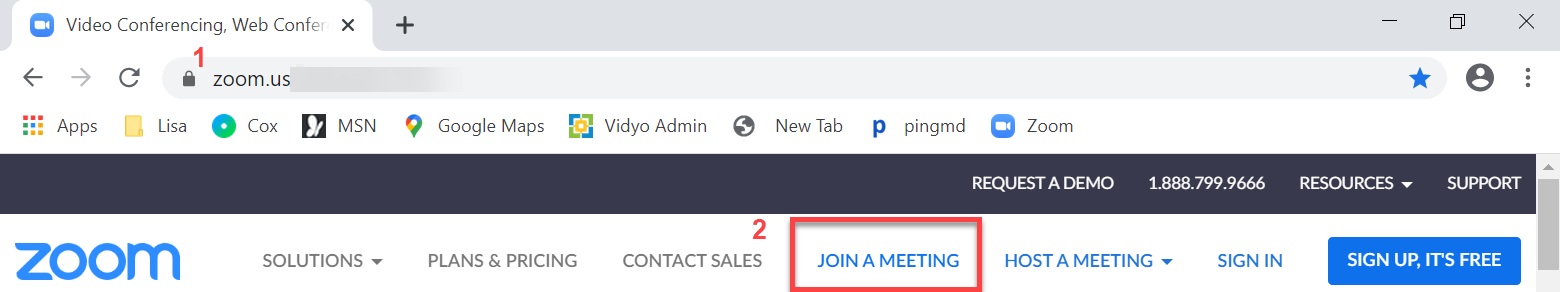 Video Conferencing, Web Confer
1
zoom.us
Apps Lisa Cox MSN Google Maps Vidyo Admin New Tab p pingmd Zoom
REQUEST A DEMO 1.888.799.9666 RESOURCES SUPPORT
2
zoom SOLUTIONS PLANS & PRICING CONTACT SALES JOIN A MEETING HOST A MEETING SIGN IN SIGN UP, IT'S FREE